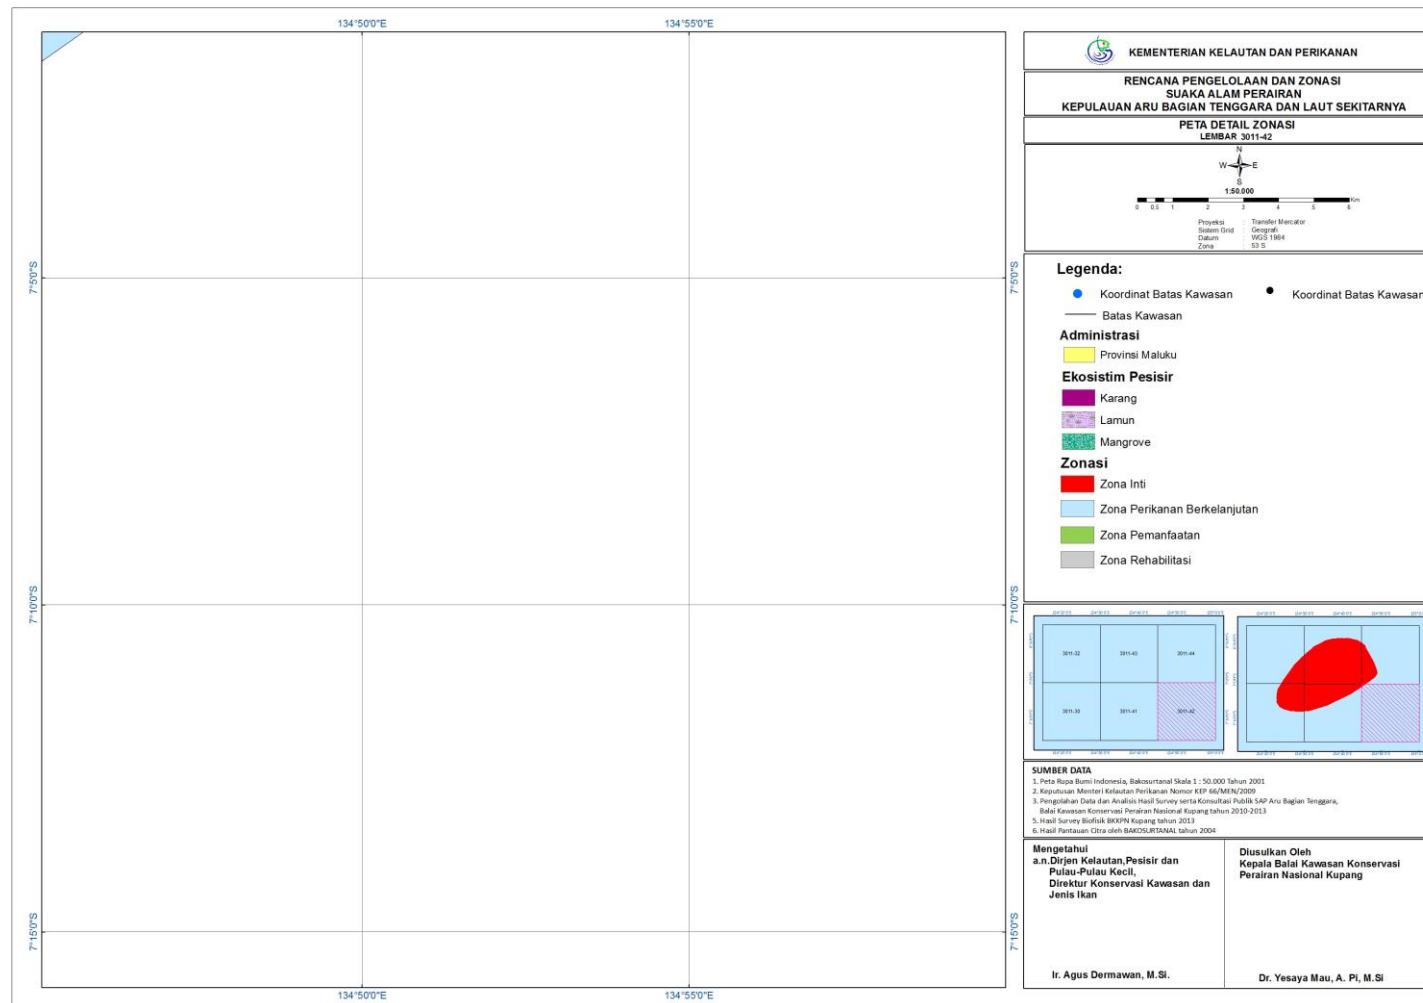 134°50'0"E
134°55'0"E
7°5'0"S
7°5'0"S
7°10'0"S
7°10'0"S
7°15'0"S
7°15'0"S
134°50'0"E
134°55'0"E
KEMENTERIAN KELAUTAN DAN PERIKANAN
RENCANA PENGELOLAAN DAN ZONASI
SUAKA ALAM PERAIRAN
KEPULAUAN ARU BAGIAN TENGGARA DAN LAUT SEKITARNYA
PETA DETAIL ZONASI
LEMBAR 3011-42
N
W E
S
1:50.000
0 0.5 1 2 3 4 5 6 Km
Proyeksi : Transfer Mercator
Sistem Grid : Geografi
Datum : WGS 1984
Zona : 53 S
Legenda:
Koordinat Batas Kawasan Koordinat Batas Kawasan
Batas Kawasan
Administrasi
Provinsi Maluku
Ekosistim Pesisir
Karang
Lamun
Mangrove
Zonasi
Zona Inti
Zona Perikanan Berkelanjutan
Zona Pemanfaatan
Zona Rehabilitasi
3011-32 3011-43 3011-44
3011-30 3011-41 3011-42
SUMBER DATA
1. Peta Rupa Bumi Indonesia, Bakosurtanal Skala 1 : 50.000 Tahun 2001
2. Keputusan Menteri Kelautan Perikanan Nomor KEP 66/MEN/2009
3. Pengolahan Data dan Analisis Hasil Survey serta Konsultasi Publik SAP Aru Bagian Tenggara,
Balai Kawasan Konservasi Perairan Nasional Kupang tahun 2010-2013
5. Hasil Survey Biofisik BKKPN Kupang tahun 2013
6. Hasil Pantauan Citra oleh BAKOSURTANAL tahun 2004
Mengetahui
a.n.Dirjen Kelautan,Pesisir dan
Pulau-Pulau Kecil,
Direktur Konservasi Kawasan dan
Jenis Ikan
Ir. Agus Dermawan, M.Si.
Diusulkan Oleh
Kepala Balai Kawasan Konservasi
Perairan Nasional Kupang
Dr. Yesaya Mau, A. Pi, M.Si